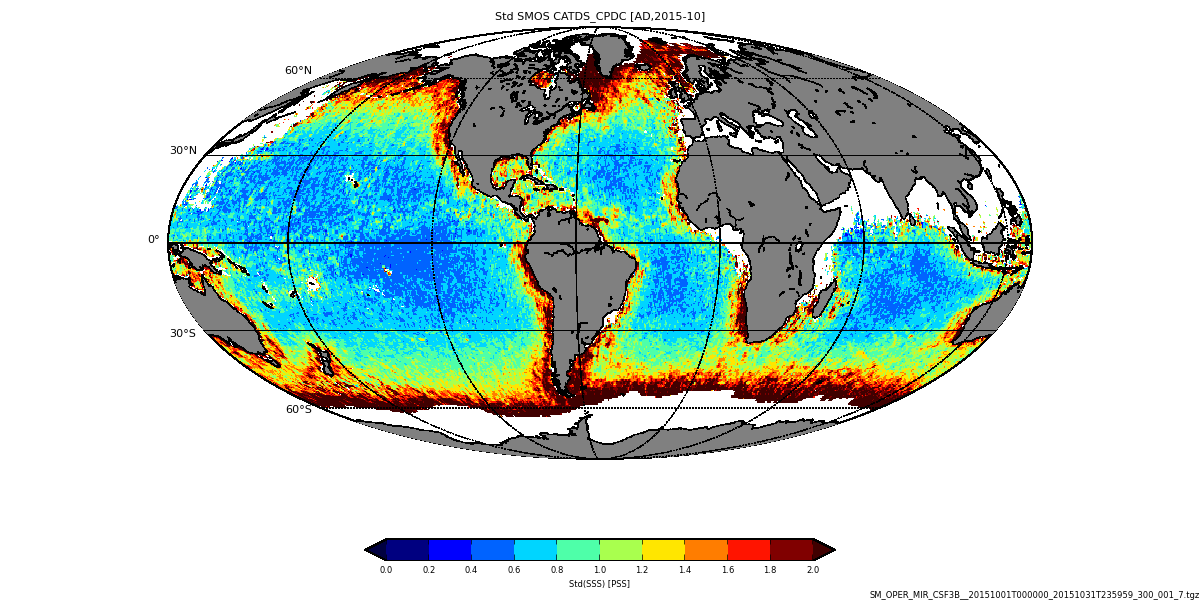 Std SMOS CATDS_CPDC [AD,2015-10]
60°N
30°N
0°
30°S
60°S
0.0 0.2 0.4 0.6 0.8 1.0 1.2 1.4 1.6 1.8 2.0
Std(SSS) [PSS]
SM_OPER_MIR_CSF3B__20151001T000000_20151031T235959_300_001_7.tgz